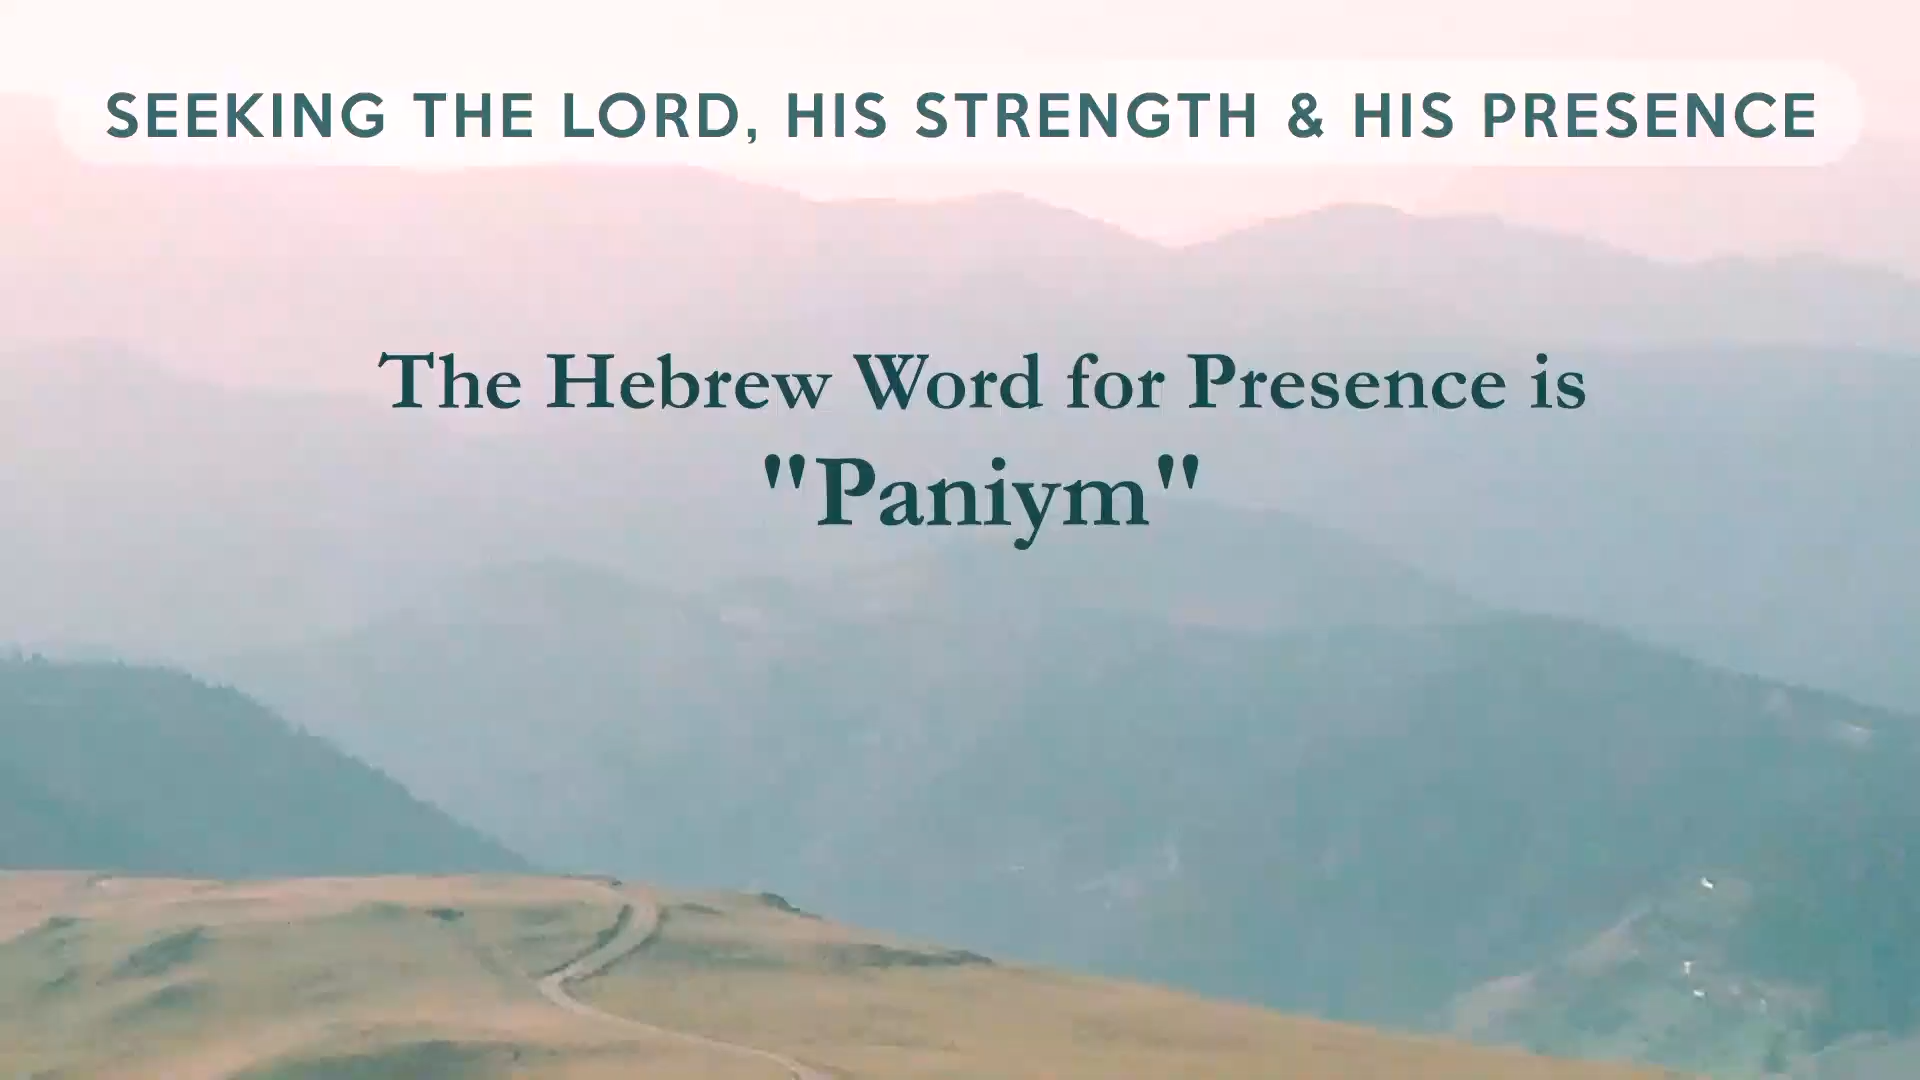 SEEKING THE LORD, HIS STRENGTH & HIS PRESENCE
The Hebrew Word for Presence is
"Paniym"